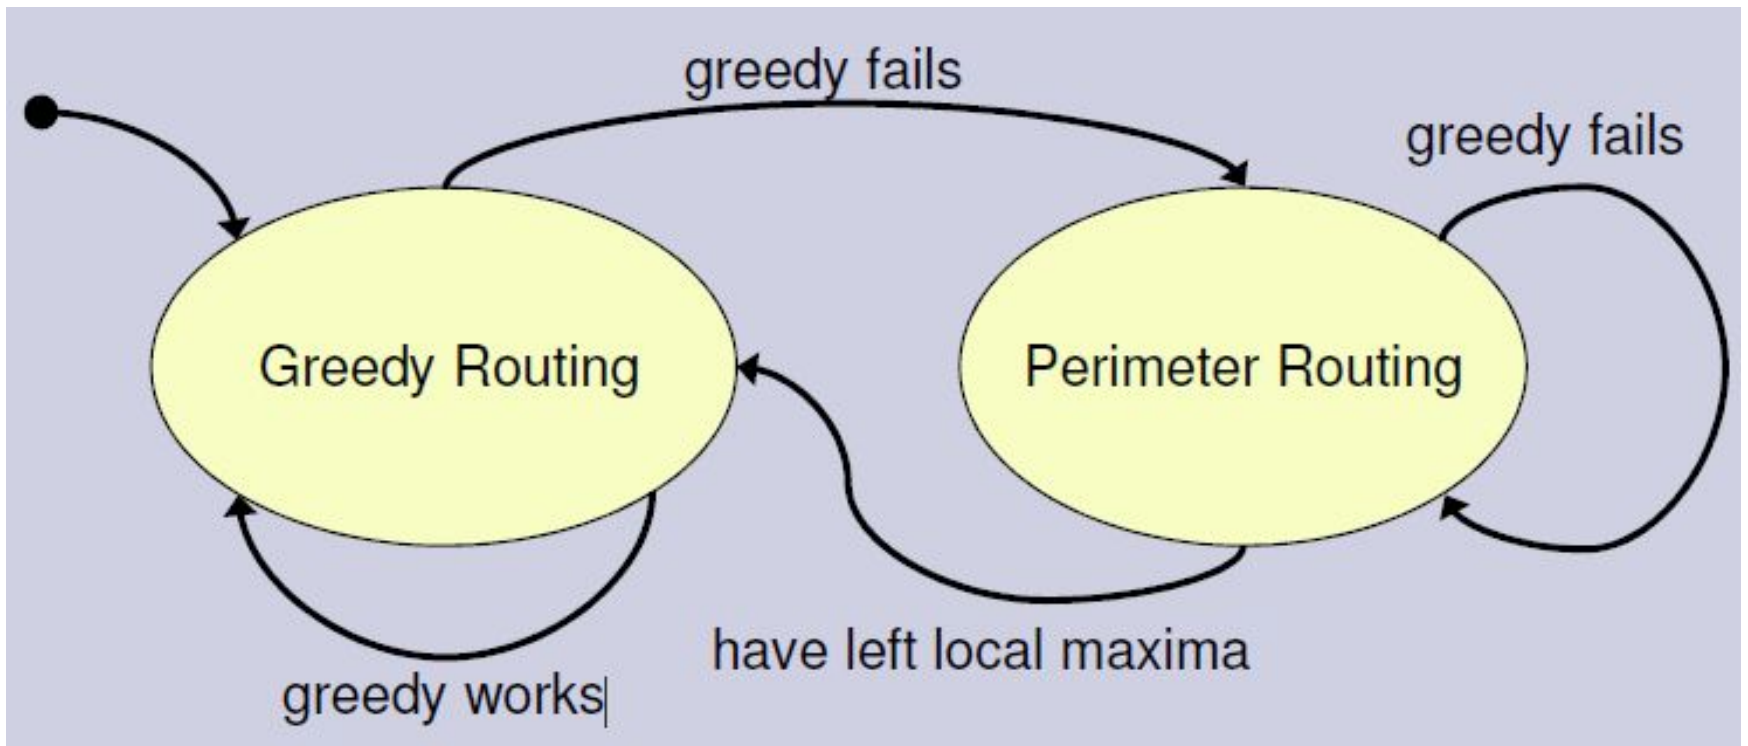 greedy fails
greedy fails
Greedy Routing
Perimeter Routing
have left local maxima
greedy works